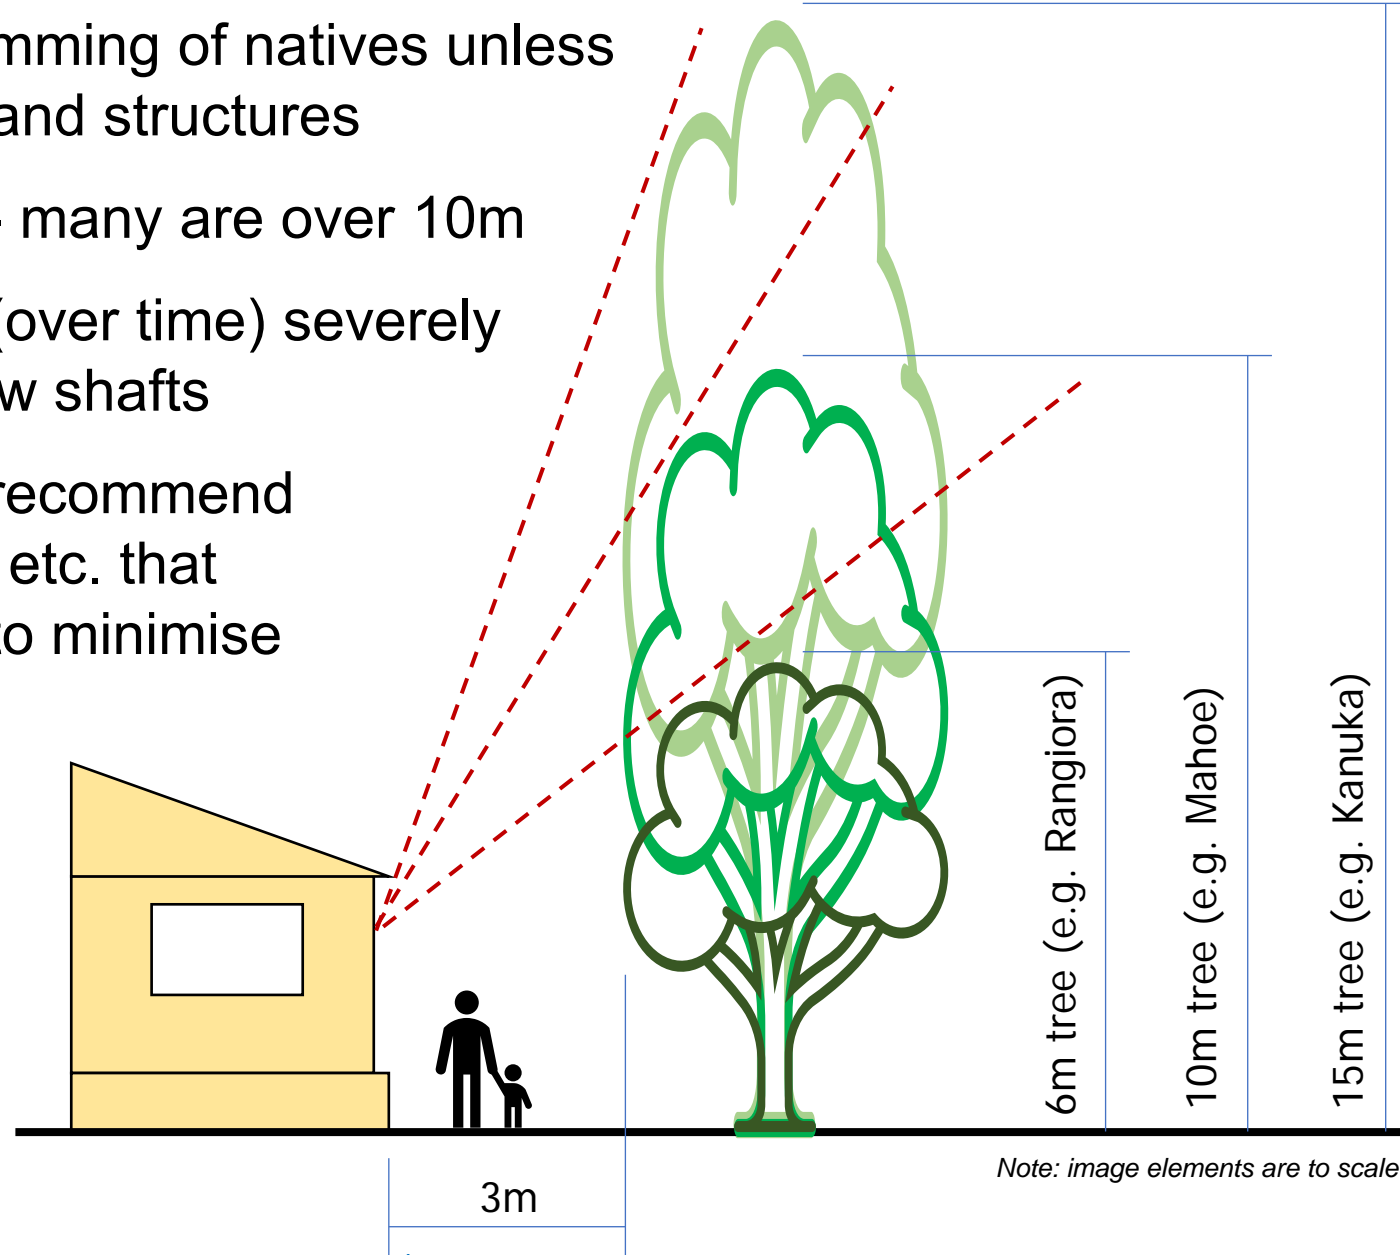 mming of natives unless
and structures
- many are over 10m
(over time) severely
w shafts
recommend
etc. that
to minimise
6m tree (e.g. Rangiora)
10m tree (e.g. Mahoe)
15m tree (e.g. Kanuka)
Note: image elements are to scale
3m